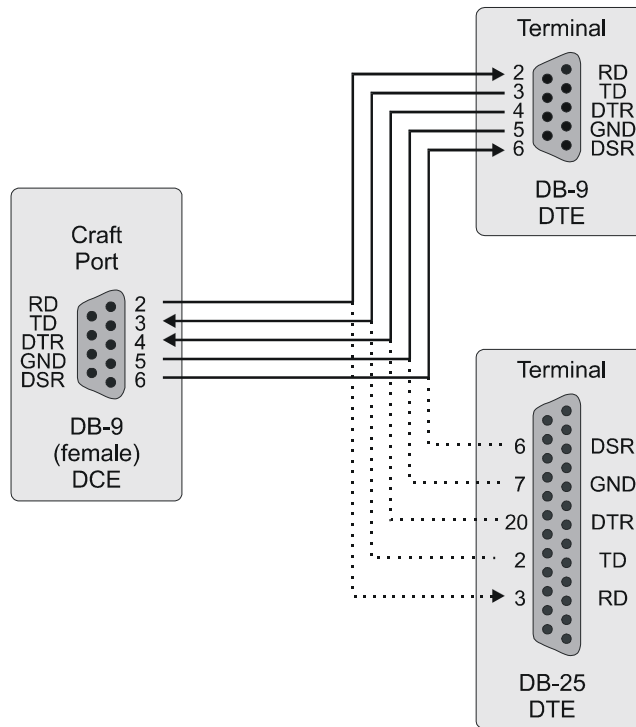 Terminal
2 RD
3 TD
4 DTR
5 GND
6 DSR
DB-9
DTE
Craft
Port
RD 2
TD 3
DTR 4
GND 5
DSR 6
DB-9
(female)
DCE
Terminal
6 DSR
7 GND
20 DTR
2 TD
3 RD
DB-25
DTE